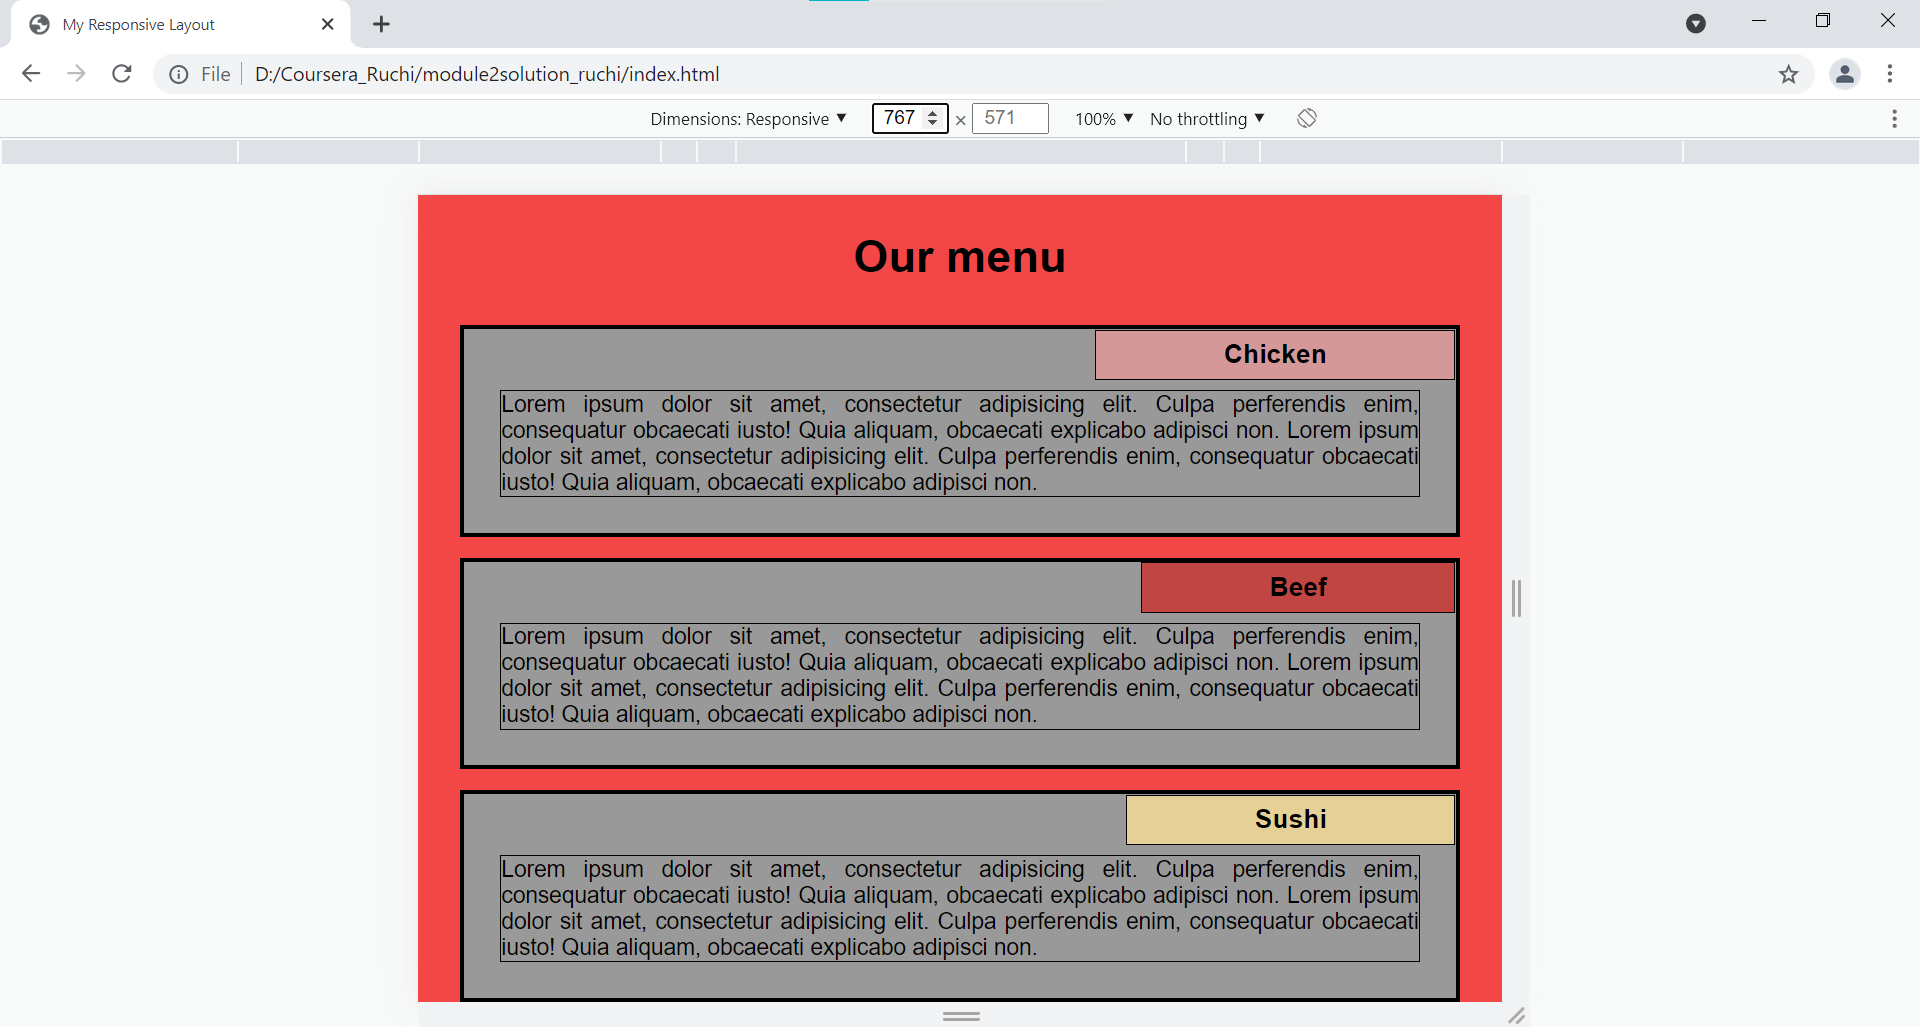 My Responsive Layout
File D:/Coursera_Ruchi/module2solution_ruchi/index.html
Dimensions: Responsive 767 × 571 100% No throttling
Our menu
Chicken
Lorem ipsum dolor sit amet, consectetur adipisicing elit. Culpa perferendis enim,
consequatur obcaecati iusto! Quia aliquam, obcaecati explicabo adipisci non. Lorem ipsum
dolor sit amet, consectetur adipisicing elit. Culpa perferendis enim, consequatur obcaecati
iusto! Quia aliquam, obcaecati explicabo adipisci non.
Beef
Lorem ipsum dolor sit amet, consectetur adipisicing elit. Culpa perferendis enim,
consequatur obcaecati iusto! Quia aliquam, obcaecati explicabo adipisci non. Lorem ipsum
dolor sit amet, consectetur adipisicing elit. Culpa perferendis enim, consequatur obcaecati
iusto! Quia aliquam, obcaecati explicabo adipisci non.
Sushi
Lorem ipsum dolor sit amet, consectetur adipisicing elit. Culpa perferendis enim,
consequatur obcaecati iusto! Quia aliquam, obcaecati explicabo adipisci non. Lorem ipsum
dolor sit amet, consectetur adipisicing elit. Culpa perferendis enim, consequatur obcaecati
iusto! Quia aliquam, obcaecati explicabo adipisci non.